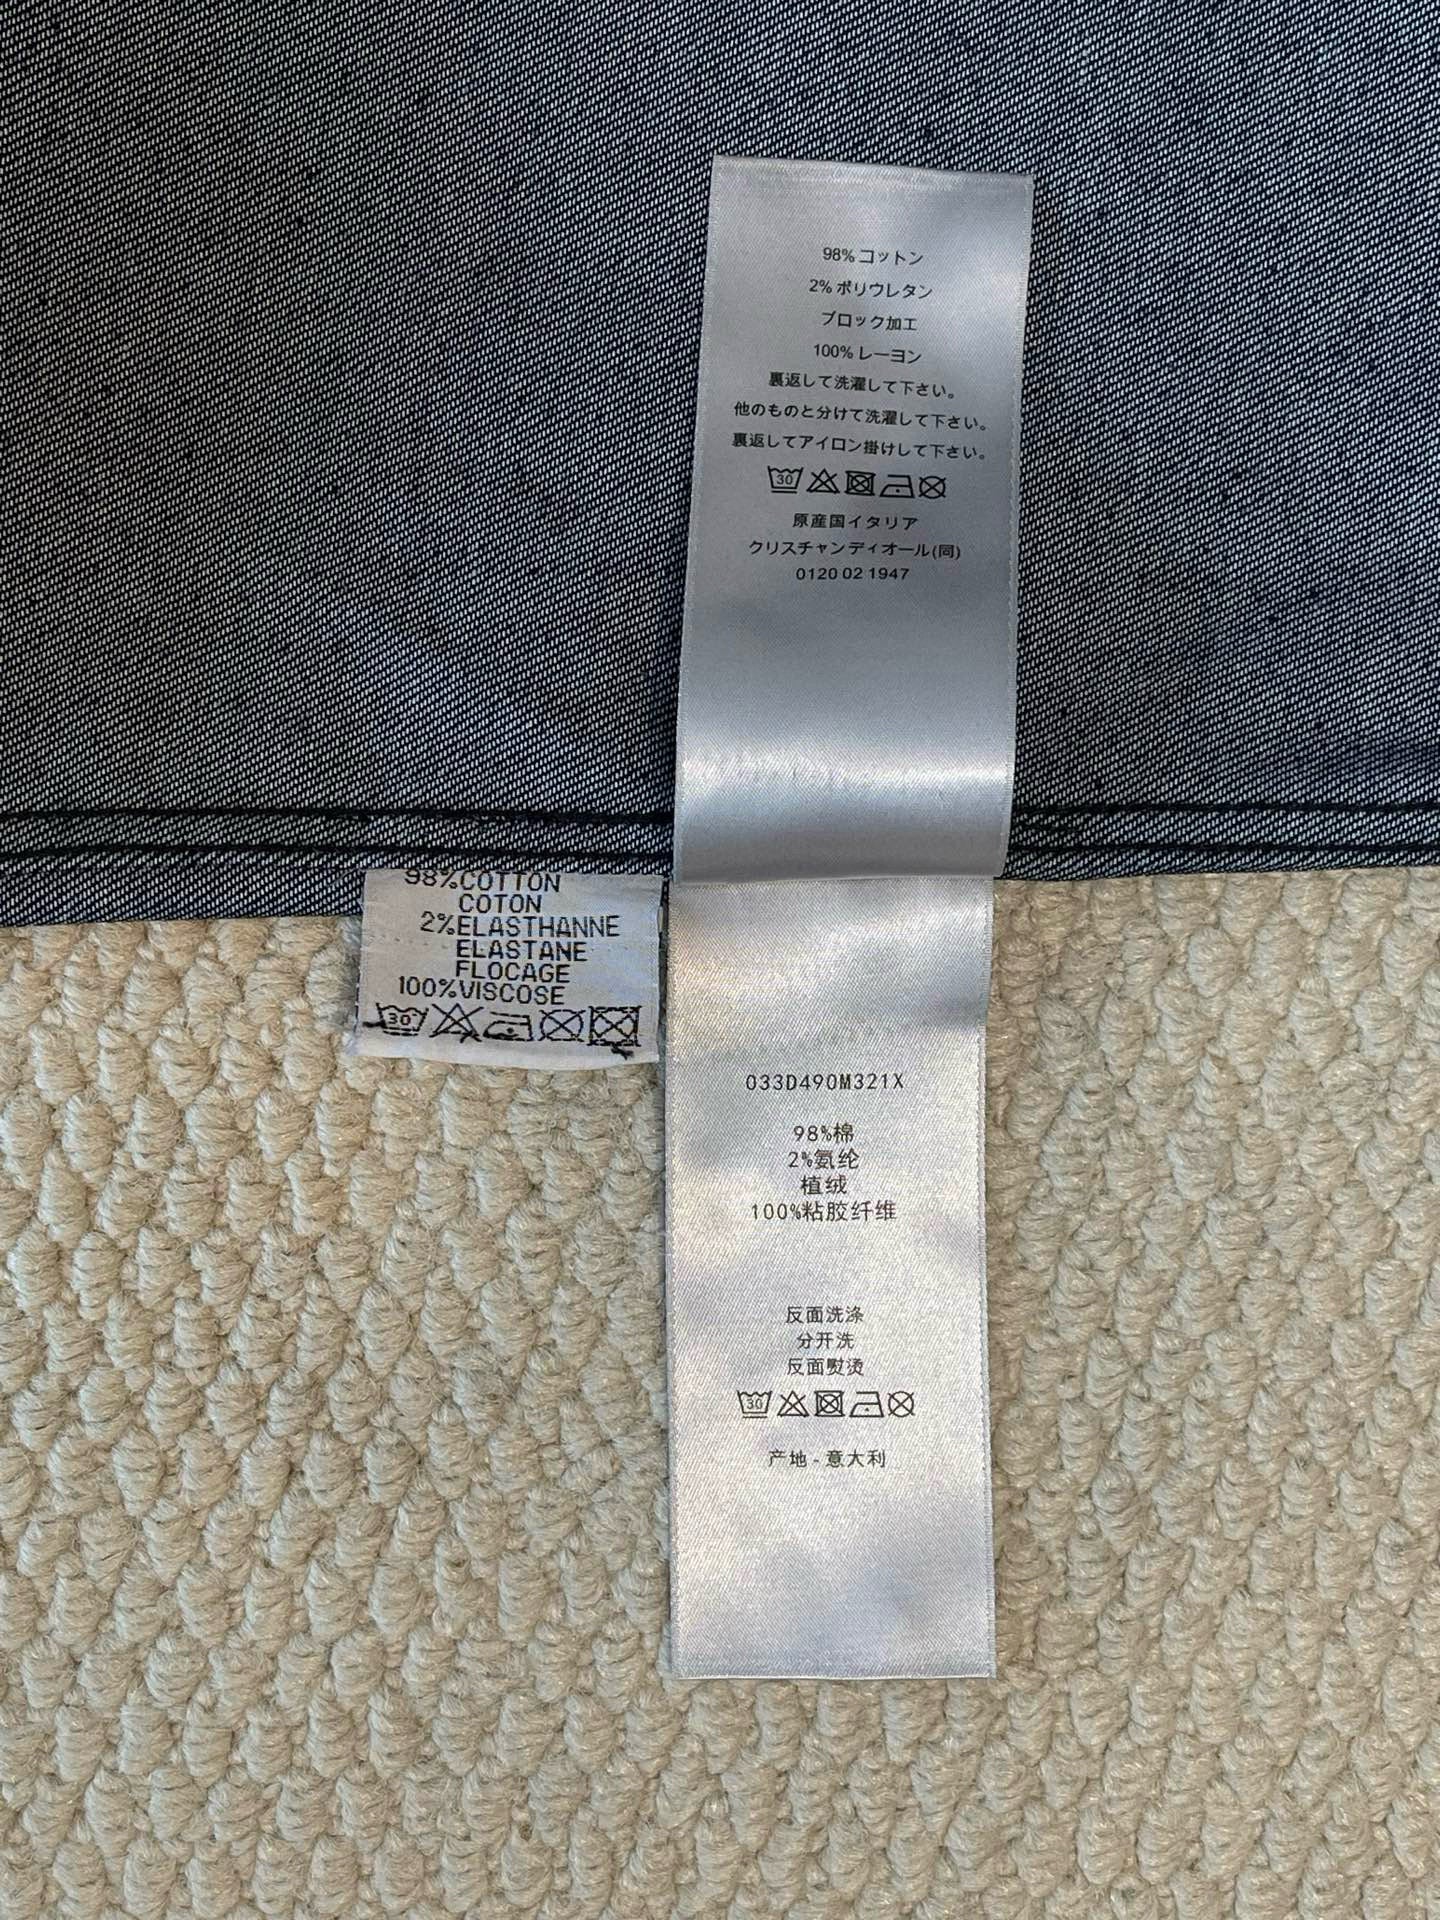 98% コットン
2% ポリウレタン
ブロック加工
100% レーヨン
裏返して洗濯して下さい。
他のものと分けて洗濯して下さい。
裏返してアイロン掛けして下さい。
30
原産国イタリア
クリスチャンディオール(同)
0120 02 1947
98%COTTON
COTON
2%ELASTHANNE
ELASTANE
FLOCAGE
100%VISCOSE
30
033D490M321X
98%棉
2%氨纶
植绒
100%粘胶纤维
反面洗涤
分开洗
反面熨烫
30
产地 - 意大利